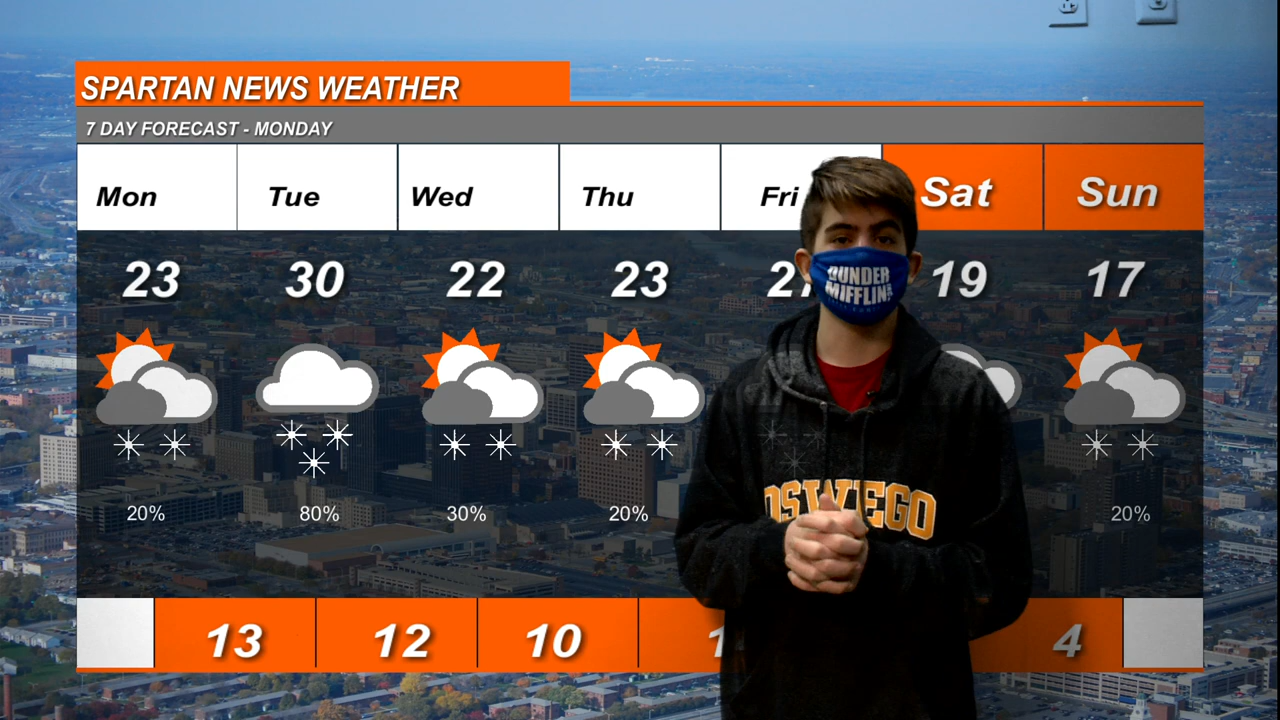 SPARTAN NEWS WEATHER
7 DAY FORECAST - MONDAY
Mon Tue Wed Thu Fri Sat Sun
23 30 22 23 19 17
DUNDER
MIFFLIN
OSWEGO
20% 80% 30% 20% 20%
13 12 10 4